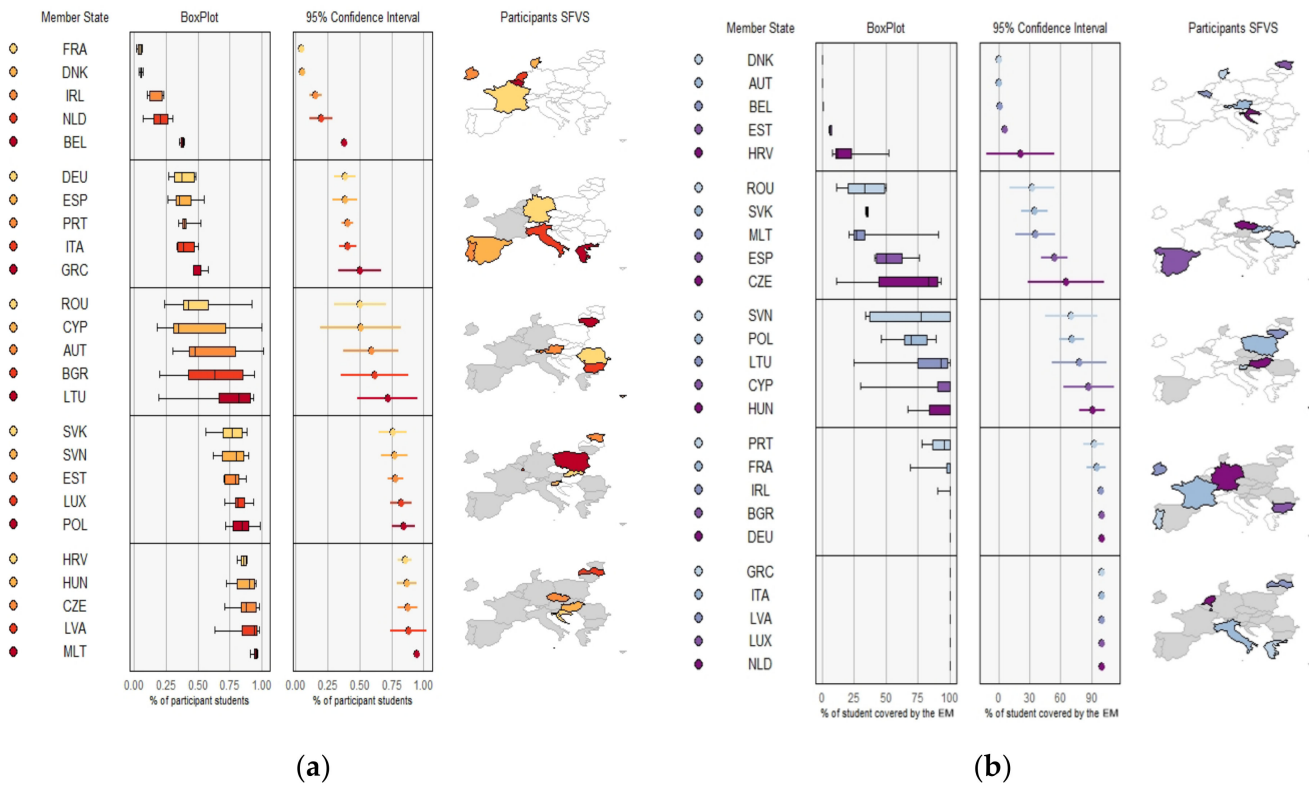 Member State BoxPlot 95% Confidence Interval Participants SFVS
FRA
DNK
IRL
NLD
BEL
DEU
ESP
PRT
ITA
GRC
ROU
CYP
AUT
BGR
LTU
SVK
SVN
EST
LUX
POL
HRV
HUN
CZE
LVA
MLT
0.00 0.25 0.50 0.75 1.00 0.00 0.25 0.50 0.75 1.00
% of participant students % of participant students
(a)
Member State BoxPlot 95% Confidence Interval Participants SFVS
DNK
AUT
BEL
EST
HRV
ROU
SVK
MLT
ESP
CZE
SVN
POL
LTU
CYP
HUN
PRT
FRA
IRL
BGR
DEU
GRC
ITA
LVA
LUX
NLD
0 25 50 75 100 0 30 60 90
% of student covered by the EM % of student covered by the EM
(b)